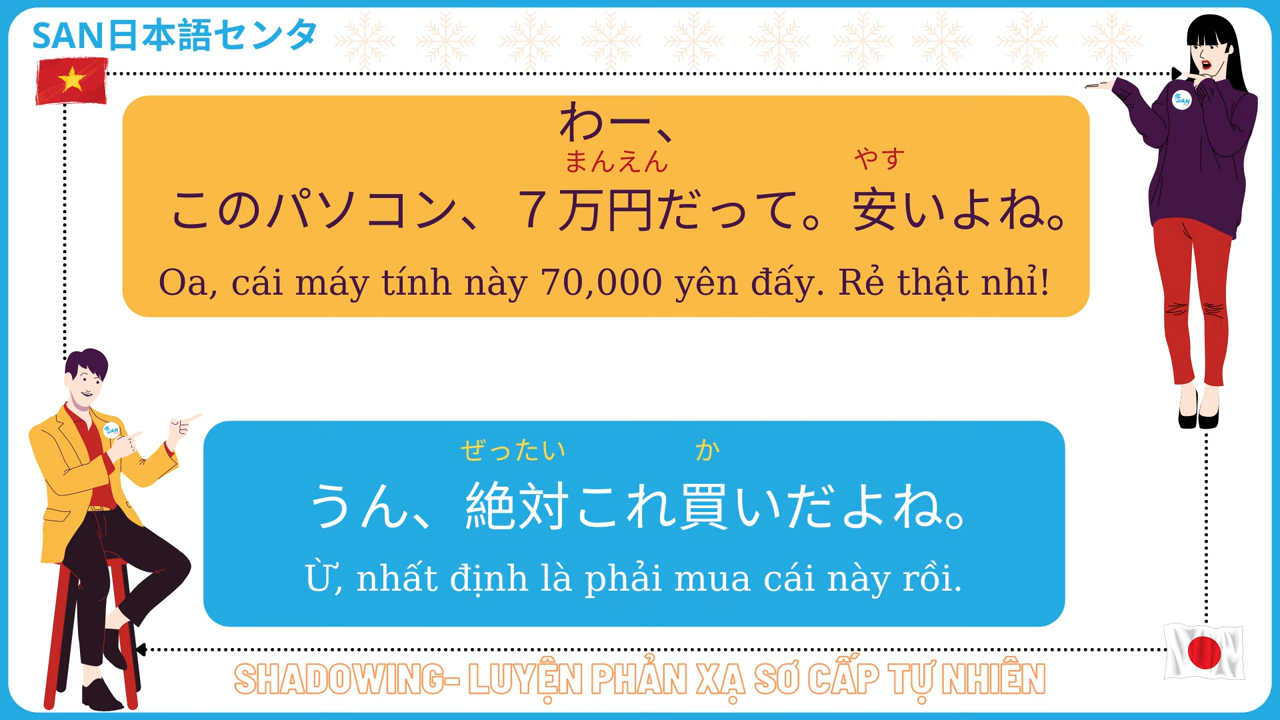 SAN日本語センタ
わー、
まんえん やす
このパソコン、７万円だって。安いよね。
Oa, cái máy tính này 70,000 yên đấy. Rẻ thật nhỉ!
ぜったい か
うん、絶対これ買いだよね。
Ừ, nhất định là phải mua cái này rồi.
SHADOWING- LUYỆN PHẢN XẠ SƠ CẤP TỰ NHIÊN